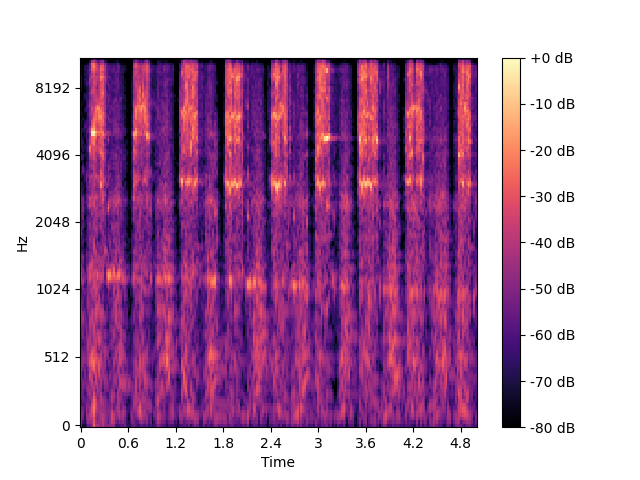 +0 dB
8192
-10 dB
4096
-20 dB
-30 dB
2048
Hz
-40 dB
1024
-50 dB
512
-60 dB
-70 dB
0
-80 dB
0 0.6 1.2 1.8 2.4 3 3.6 4.2 4.8
Time